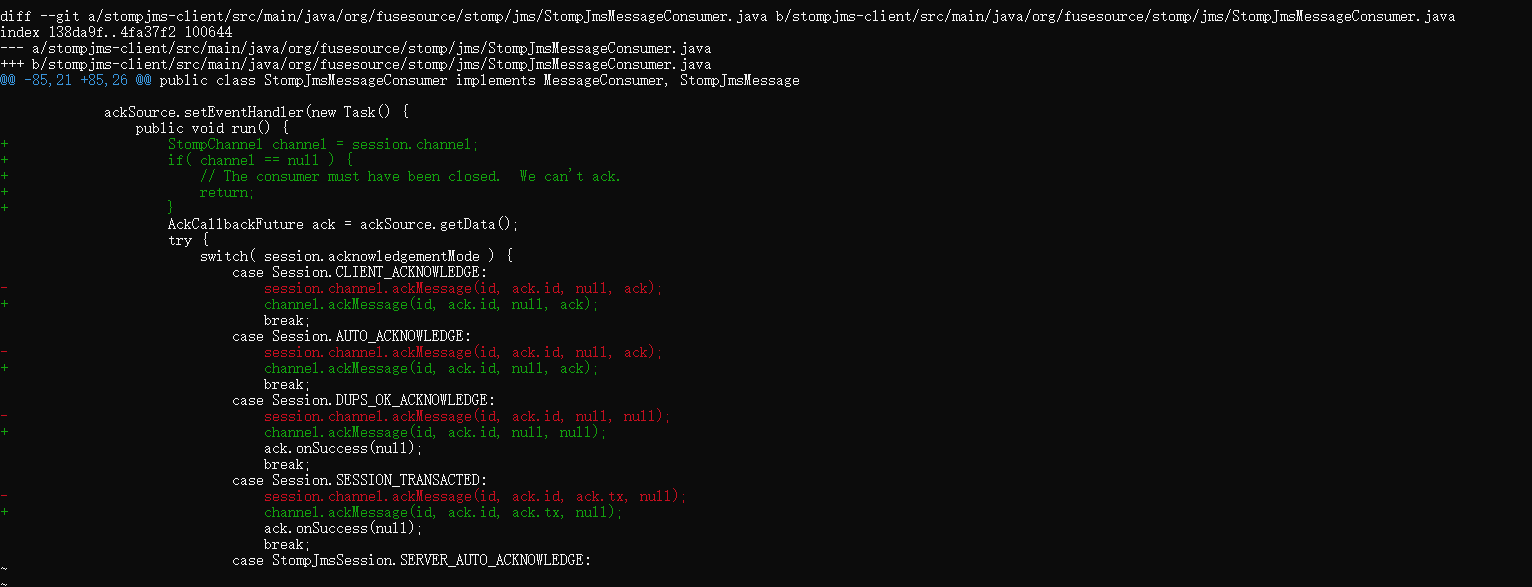 diff --git a/stompjms-client/src/main/java/org/fusesource/stomp/jms/StompJmsMessageConsumer.java b/stompjms-client/src/main/java/org/fusesource/stomp/jms/StompJmsMessageConsumer.java
index 138da9f..4fa37f2 100644
--- a/stompjms-client/src/main/java/org/fusesource/stomp/jms/StompJmsMessageConsumer.java
+++ b/stompjms-client/src/main/java/org/fusesource/stomp/jms/StompJmsMessageConsumer.java
@@ -85,21 +85,26 @@ public class StompJmsMessageConsumer implements MessageConsumer, StompJmsMessage
             ackSource.setEventHandler(new Task() {
                 public void run() {
+                    StompChannel channel = session.channel;
+                    if( channel == null ) {
+                        // The consumer must have been closed.  We can't ack.
+                        return;
+                    }
                     AckCallbackFuture ack = ackSource.getData();
                     try {
                         switch( session.acknowledgementMode ) {
                             case Session.CLIENT_ACKNOWLEDGE:
-                                session.channel.ackMessage(id, ack.id, null, ack);
+                                channel.ackMessage(id, ack.id, null, ack);
                                 break;
                             case Session.AUTO_ACKNOWLEDGE:
-                                session.channel.ackMessage(id, ack.id, null, ack);
+                                channel.ackMessage(id, ack.id, null, ack);
                                 break;
                             case Session.DUPS_OK_ACKNOWLEDGE:
-                                session.channel.ackMessage(id, ack.id, null, null);
+                                channel.ackMessage(id, ack.id, null, null);
                                 ack.onSuccess(null);
                                 break;
                             case Session.SESSION_TRANSACTED:
-                                session.channel.ackMessage(id, ack.id, ack.tx, null);
+                                channel.ackMessage(id, ack.id, ack.tx, null);
                                 ack.onSuccess(null);
                                 break;
                             case StompJmsSession.SERVER_AUTO_ACKNOWLEDGE:
~
~